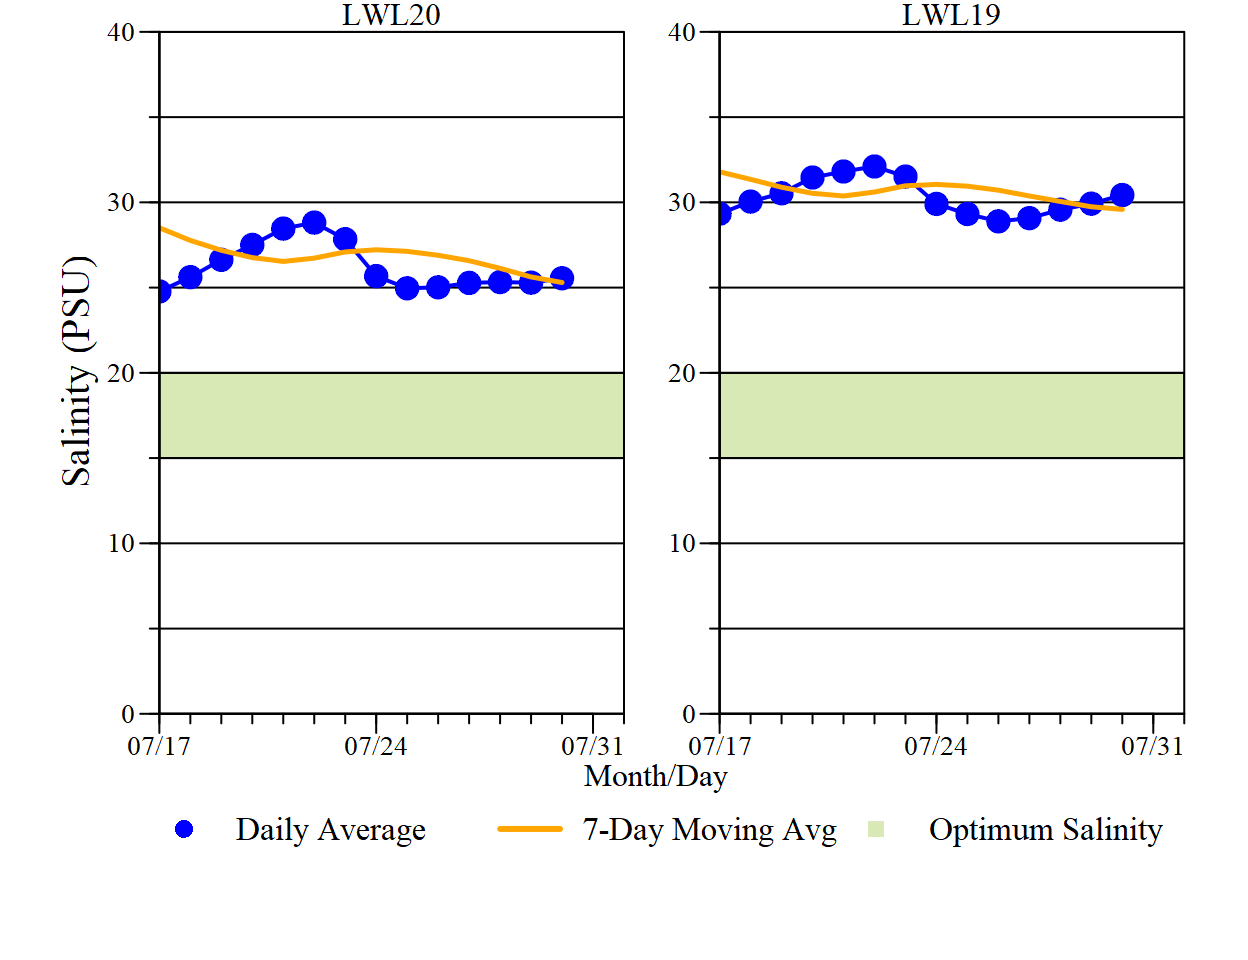 LWL20
LWL19
40
30
20
10
0
40
30
20
10
0
Salinity (PSU)
07/17
07/24
07/31
07/17
07/24
07/31
Month/Day
Daily Average
7-Day Moving Avg
Optimum Salinity